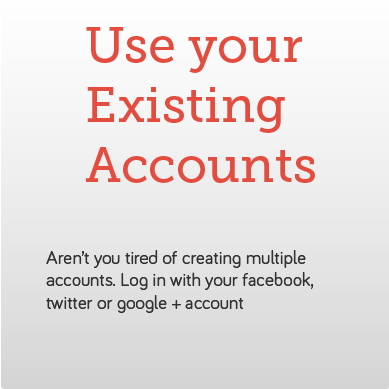 Use your
Existing
Accounts
Aren't you tired of creating multiple
accounts. Log in with your facebook,
twitter or google + account